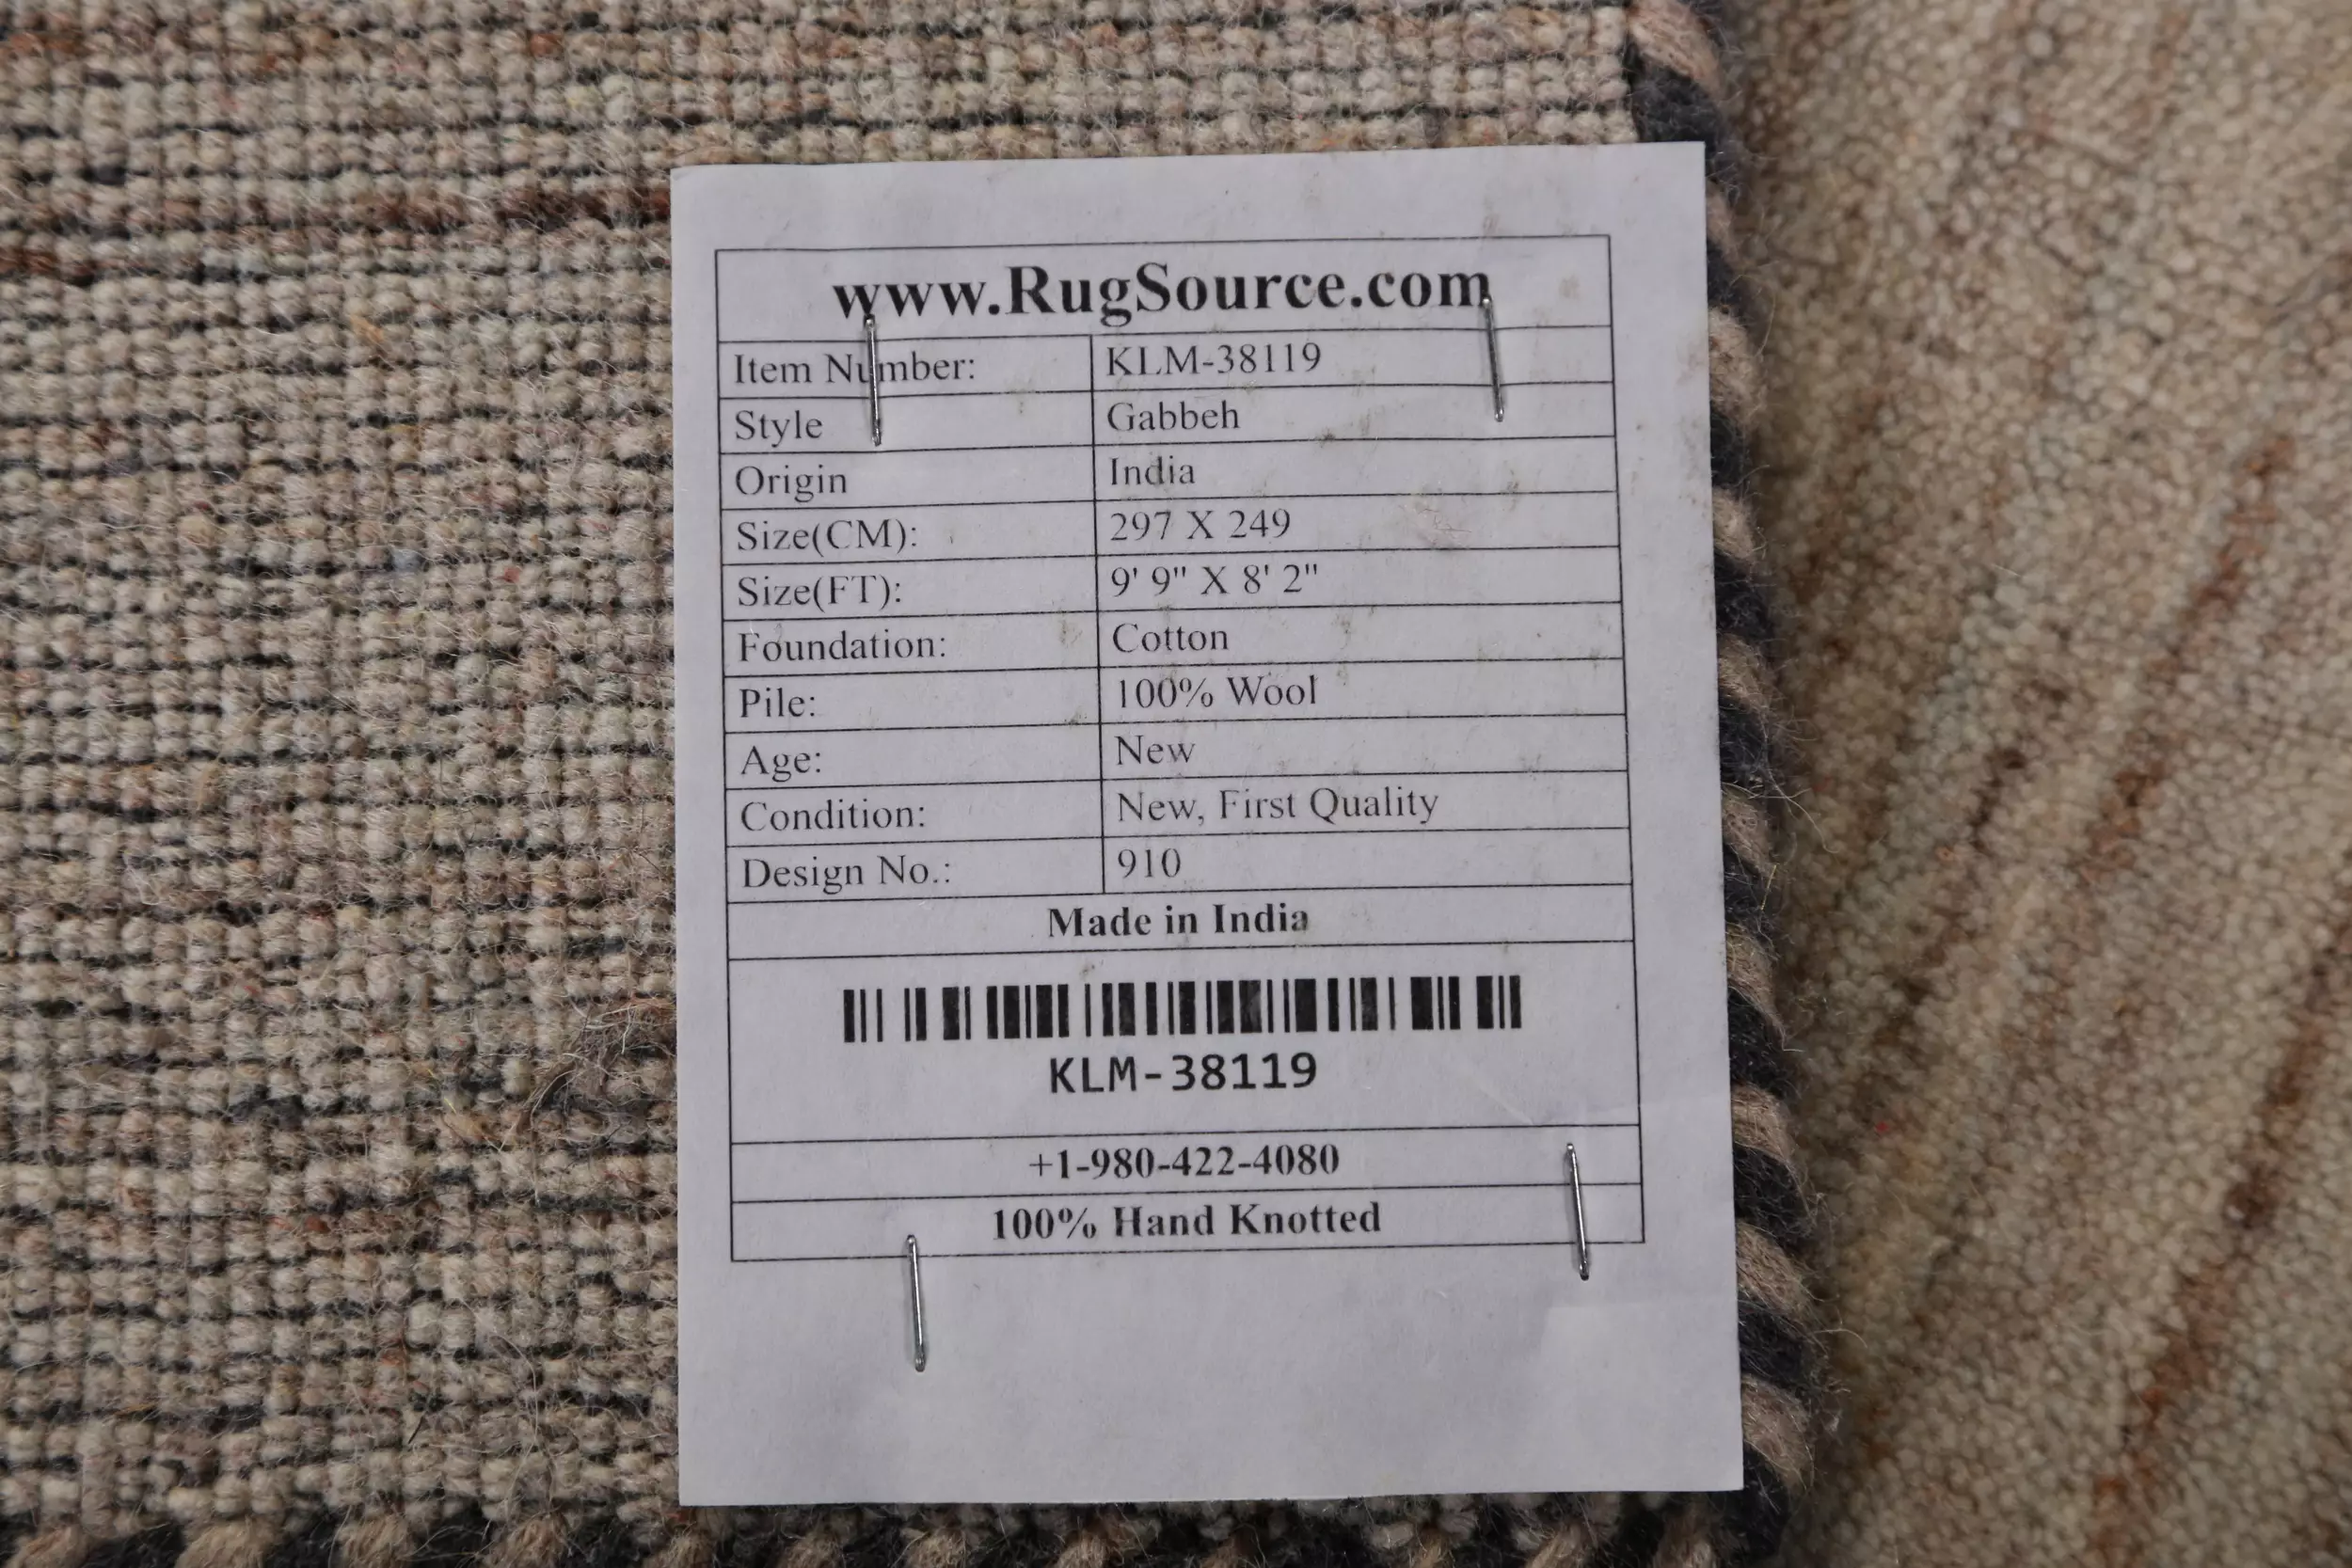 www.RugSource.com
Item Number: KLM-38119
Style Gabbeh
Origin India
Size(CM): 297 X 249
Size(FT): 9' 9" X 8' 2"
Foundation: Cotton
Pile: 100% Wool
Age: New
Condition: New, First Quality
Design No.: 910
Made in India
KLM-38119
+1-980-422-4080
100% Hand Knotted